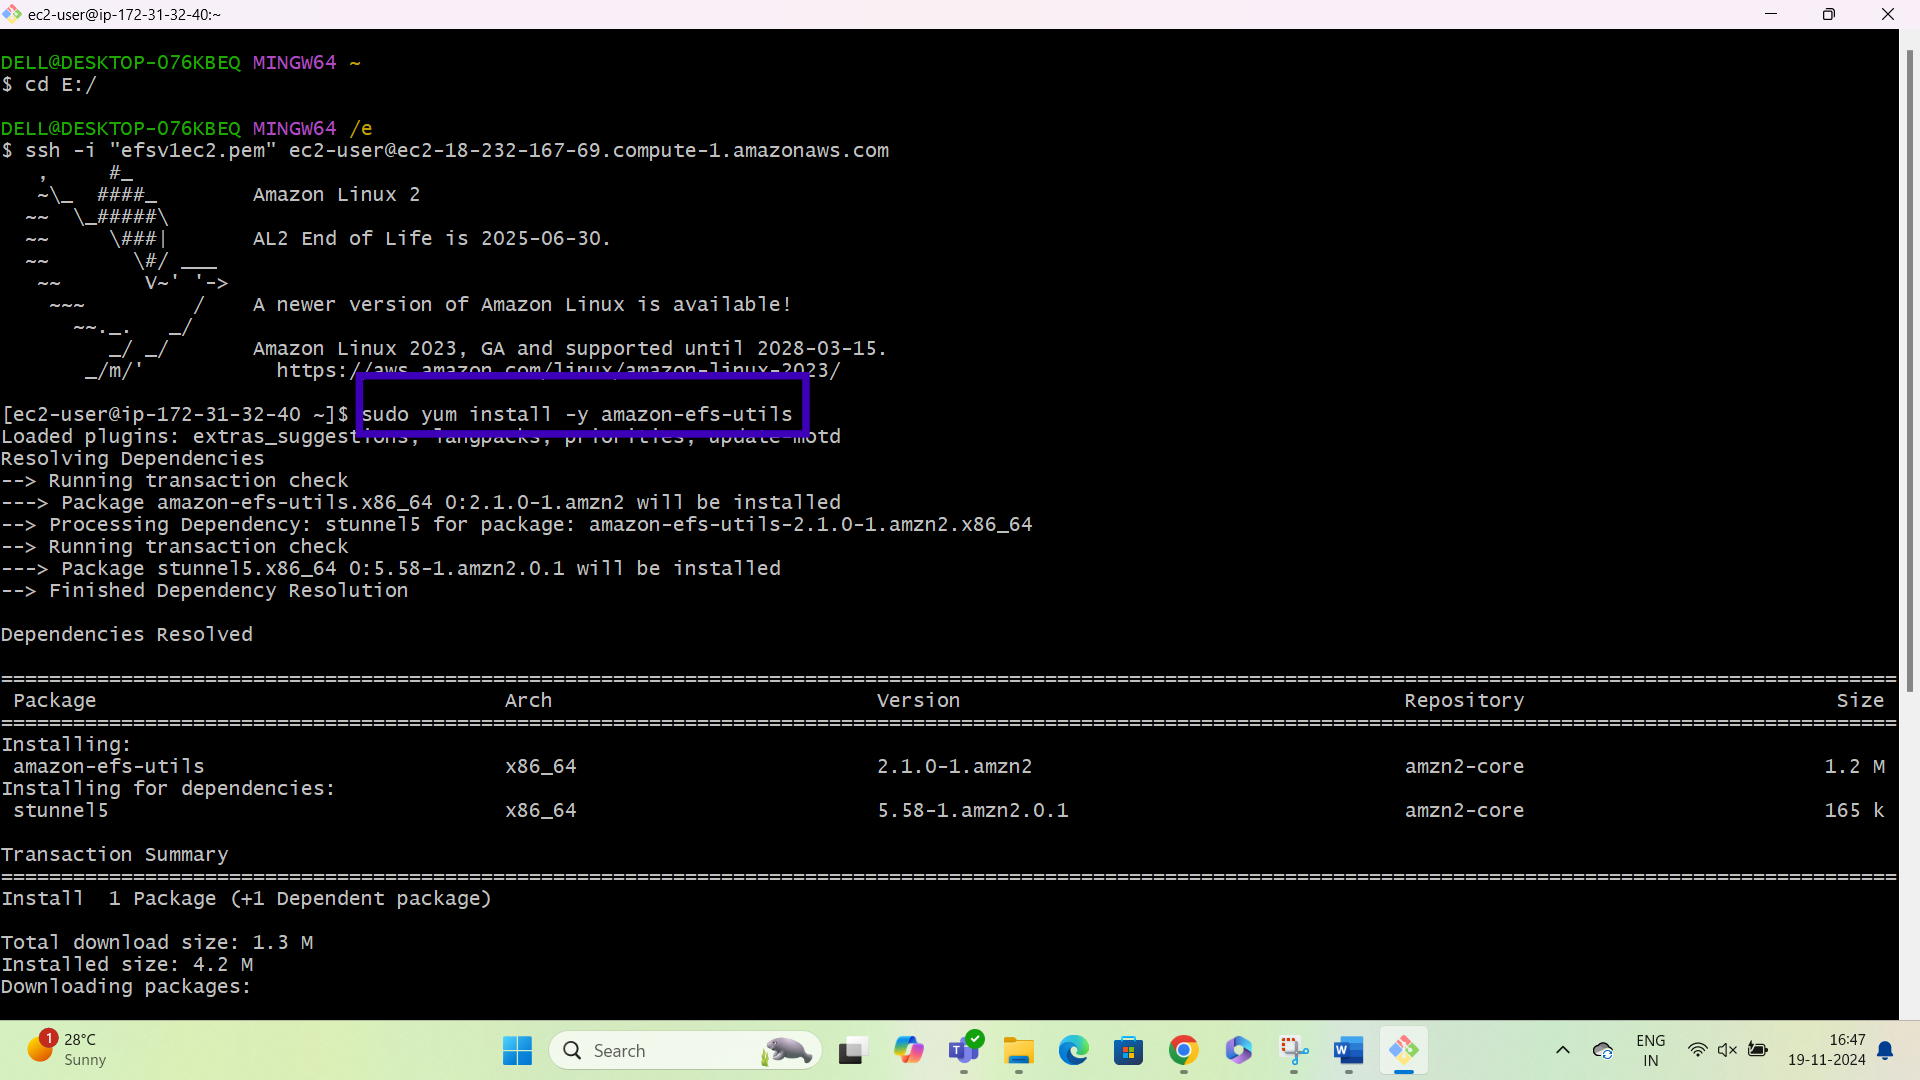 ec2-user@ip-172-31-32-40:~
DELL@DESKTOP-076KBEQ MINGW64 ~
$ cd E:/
DELL@DESKTOP-076KBEQ MINGW64 /e
$ ssh -i "efsv1ec2.pem" ec2-user@ec2-18-232-167-69.compute-1.amazonaws.com
   ,     #_
   ~\_  ####_        Amazon Linux 2
  ~~  \_#####\
  ~~     \###|       AL2 End of Life is 2025-06-30.
  ~~       \#/ ___
   ~~       V~' '->
    ~~~         /    A newer version of Amazon Linux is available!
      ~~._.   _/
         _/ _/       Amazon Linux 2023, GA and supported until 2028-03-15.
       _/m/'           https://aws.amazon.com/linux/amazon-linux-2023/
[ec2-user@ip-172-31-32-40 ~]$ sudo yum install -y amazon-efs-utils
Loaded plugins: extras_suggestions, langpacks, priorities, update-motd
Resolving Dependencies
--> Running transaction check
---> Package amazon-efs-utils.x86_64 0:2.1.0-1.amzn2 will be installed
--> Processing Dependency: stunnel5 for package: amazon-efs-utils-2.1.0-1.amzn2.x86_64
--> Running transaction check
---> Package stunnel5.x86_64 0:5.58-1.amzn2.0.1 will be installed
--> Finished Dependency Resolution
Dependencies Resolved
Package Arch Version Repository Size
Installing:
amazon-efs-utils x86_64 2.1.0-1.amzn2 amzn2-core 1.2 M
Installing for dependencies:
stunnel5 x86_64 5.58-1.amzn2.0.1 amzn2-core 165 k
Transaction Summary
Install  1 Package (+1 Dependent package)
Total download size: 1.3 M
Installed size: 4.2 M
Downloading packages:
1
28°C
Sunny
Search
ENG
IN
16:47
19-11-2024